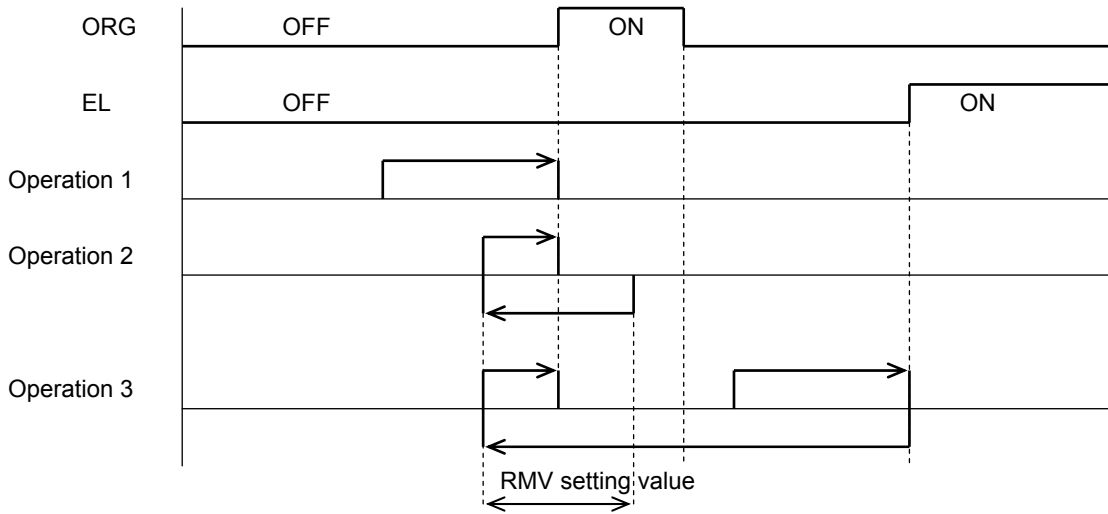 ORG OFF ON
EL OFF ON
Operation 1
Operation 2
Operation 3
RMV setting value